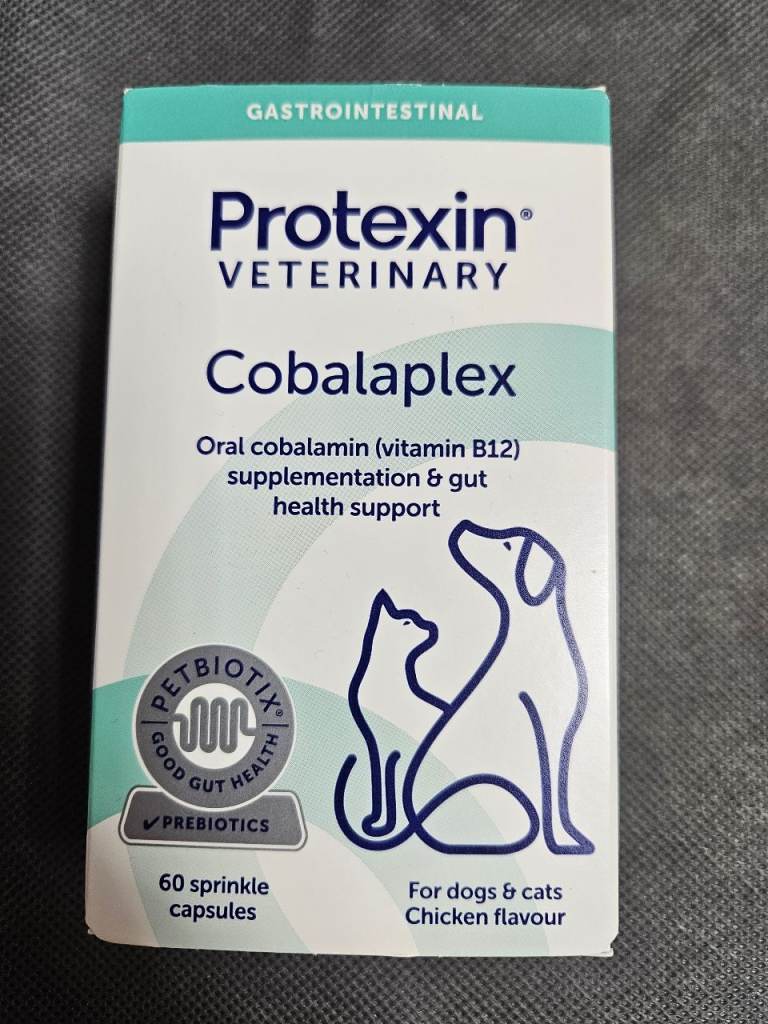 GASTROINTESTINAL
Protexin®
VETERINARY
Cobalaplex
Oral cobalamin (vitamin B12)
supplementation & gut
health support
PETBIOTIX®
GOOD GUT HEALTH
✓PREBIOTICS
60 sprinkle
capsules
For dogs & cats
Chicken flavour